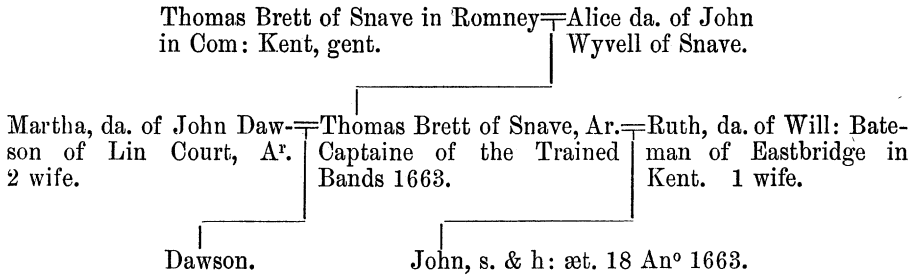 Thomas Brett of Snave in Romney=Alice da. of John
in Com: Kent, gent. Wyvell of Snave.
Martha, da. of John Daw-=Thomas Brett of Snave, Ar.=Ruth, da. of Will: Bate-
son of Lin Court, Aʳ. Captaine of the Trained man of Eastbridge in
2 wife. Bands 1663. Kent. 1 wife.
Dawson. John, s. & h: æt. 18 Anº 1663.